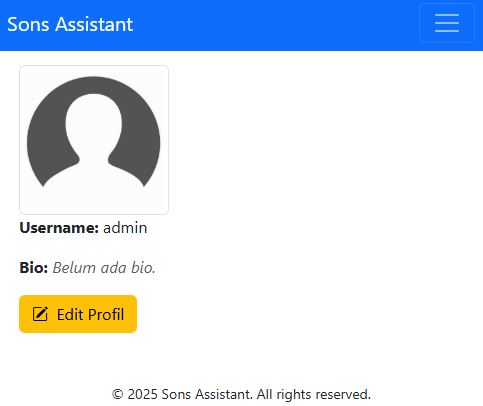 Sons Assistant
Username: admin
Bio: Belum ada bio.
Edit Profil
© 2025 Sons Assistant. All rights reserved.